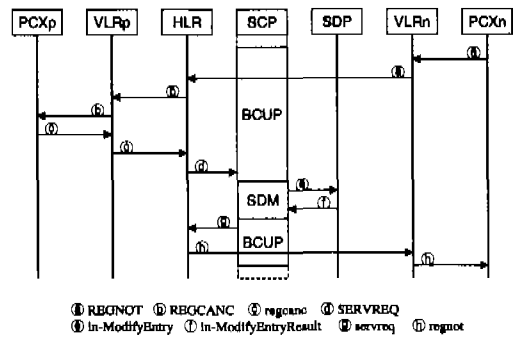 PCXp VLRp HLR SCP SDP VLRn PCXn
ⓐ
ⓐ
ⓑ
ⓑ
BCUP
ⓒ
ⓒ
ⓓ
ⓔ
SDM
ⓕ
ⓖ
BCUP
ⓗ
ⓗ
ⓐ REGNOT ⓑ REGCANC ⓒ regcanc ⓓ SERVREQ
ⓔ in-ModifyEntry ⓕ in-ModifyEntryResult ⓖ servreq ⓗ regnot